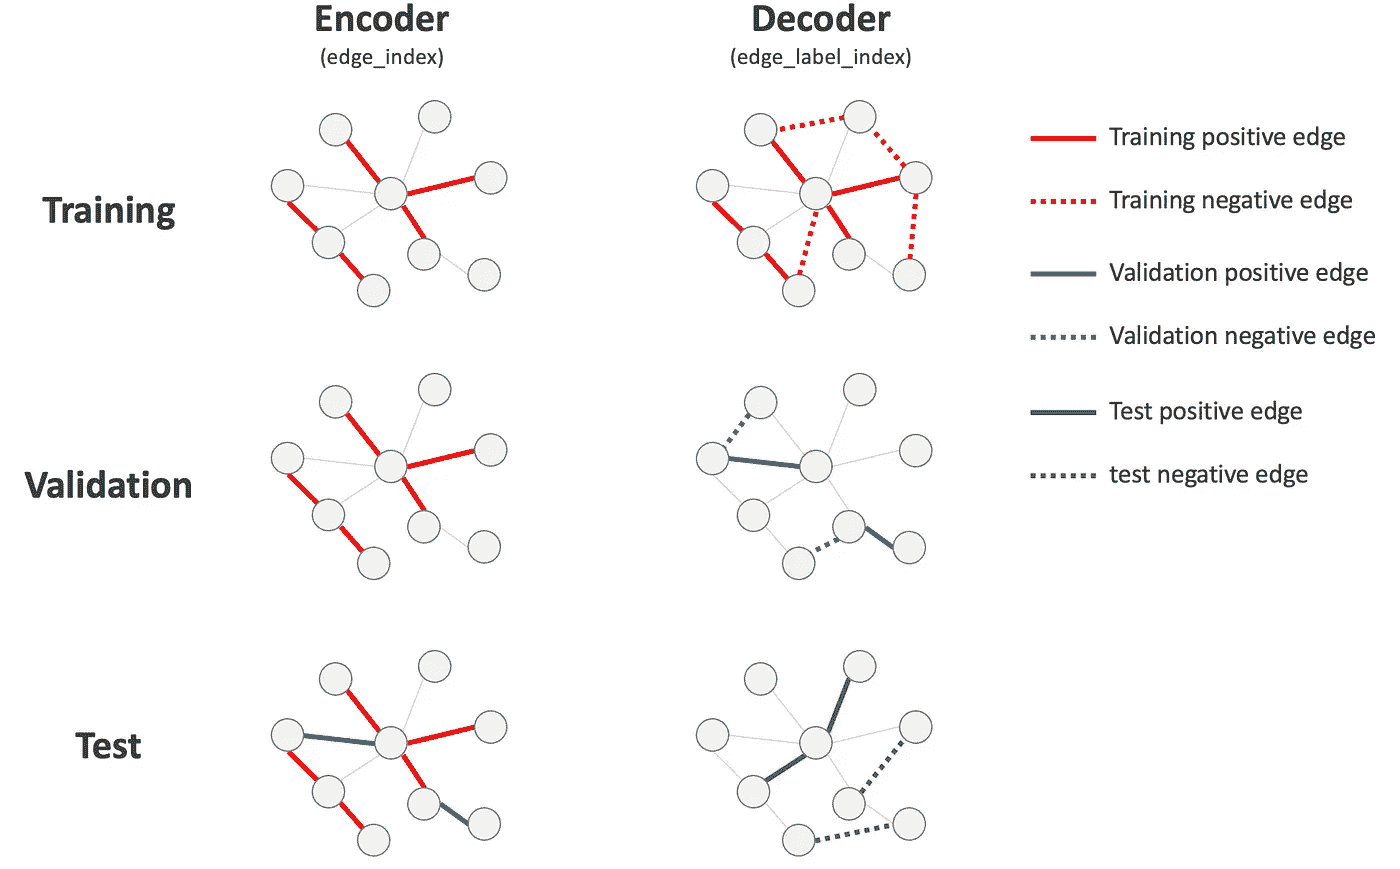 Encoder
(edge_index)
Decoder
(edge_label_index)
Training
Training positive edge
Training negative edge
Validation positive edge
Validation negative edge
Test positive edge
test negative edge
Validation
Test